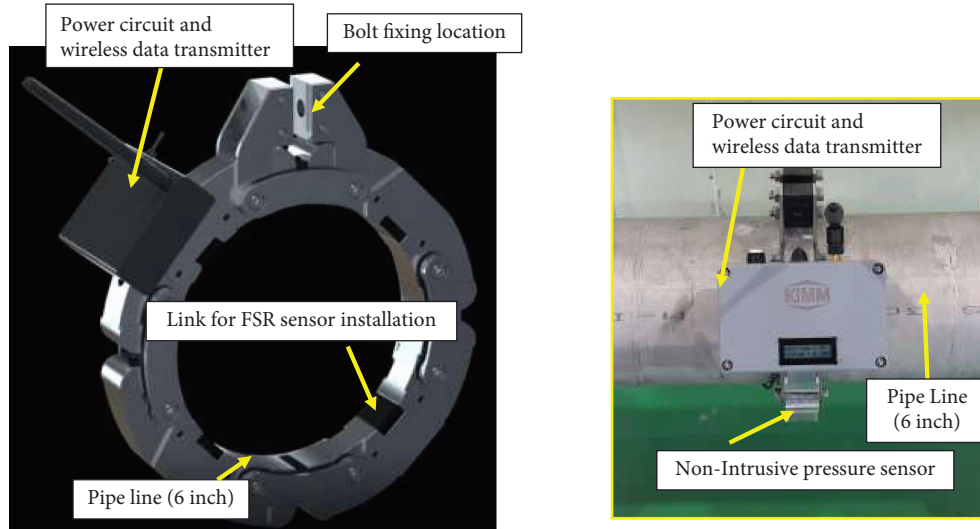 Power circuit and
wireless data transmitter
Bolt fixing location
Link for FSR sensor installation
Pipe line (6 inch)
Power circuit and
wireless data transmitter
KIMM
Pipe Line
(6 inch)
Non-Intrusive pressure sensor